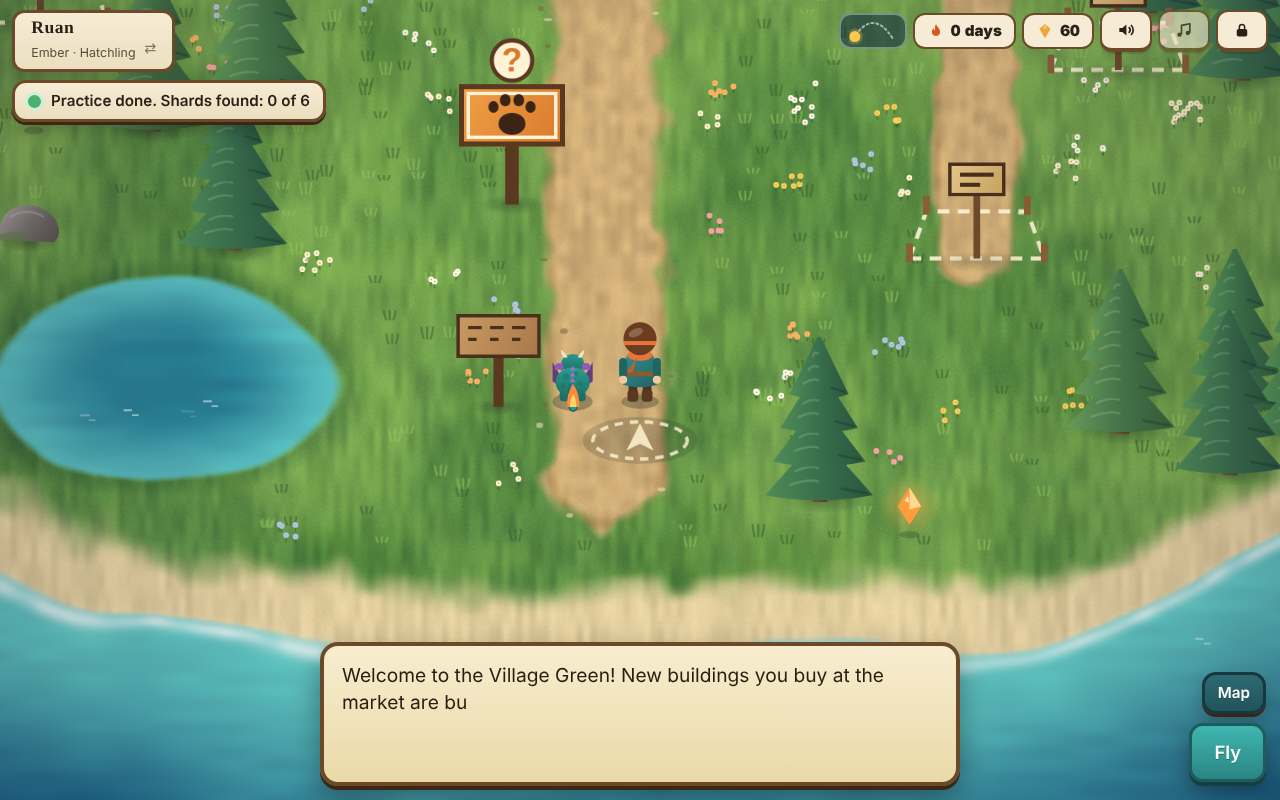 Ruan
Ember · Hatchling
Practice done. Shards found: 0 of 6
0 days
60
?
Welcome to the Village Green! New buildings you buy at the
market are bu
Map
Fly